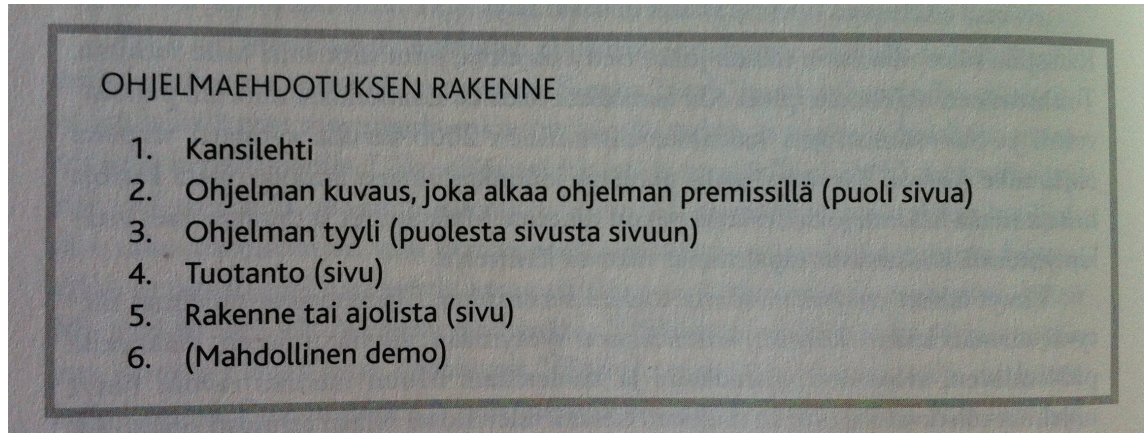 OHJELMAEHDOTUKSEN RAKENNE
1. Kansilehti
2. Ohjelman kuvaus, joka alkaa ohjelman premissillä (puoli sivua)
3. Ohjelman tyyli (puolesta sivusta sivuun)
4. Tuotanto (sivu)
5. Rakenne tai ajolista (sivu)
6. (Mahdollinen demo)